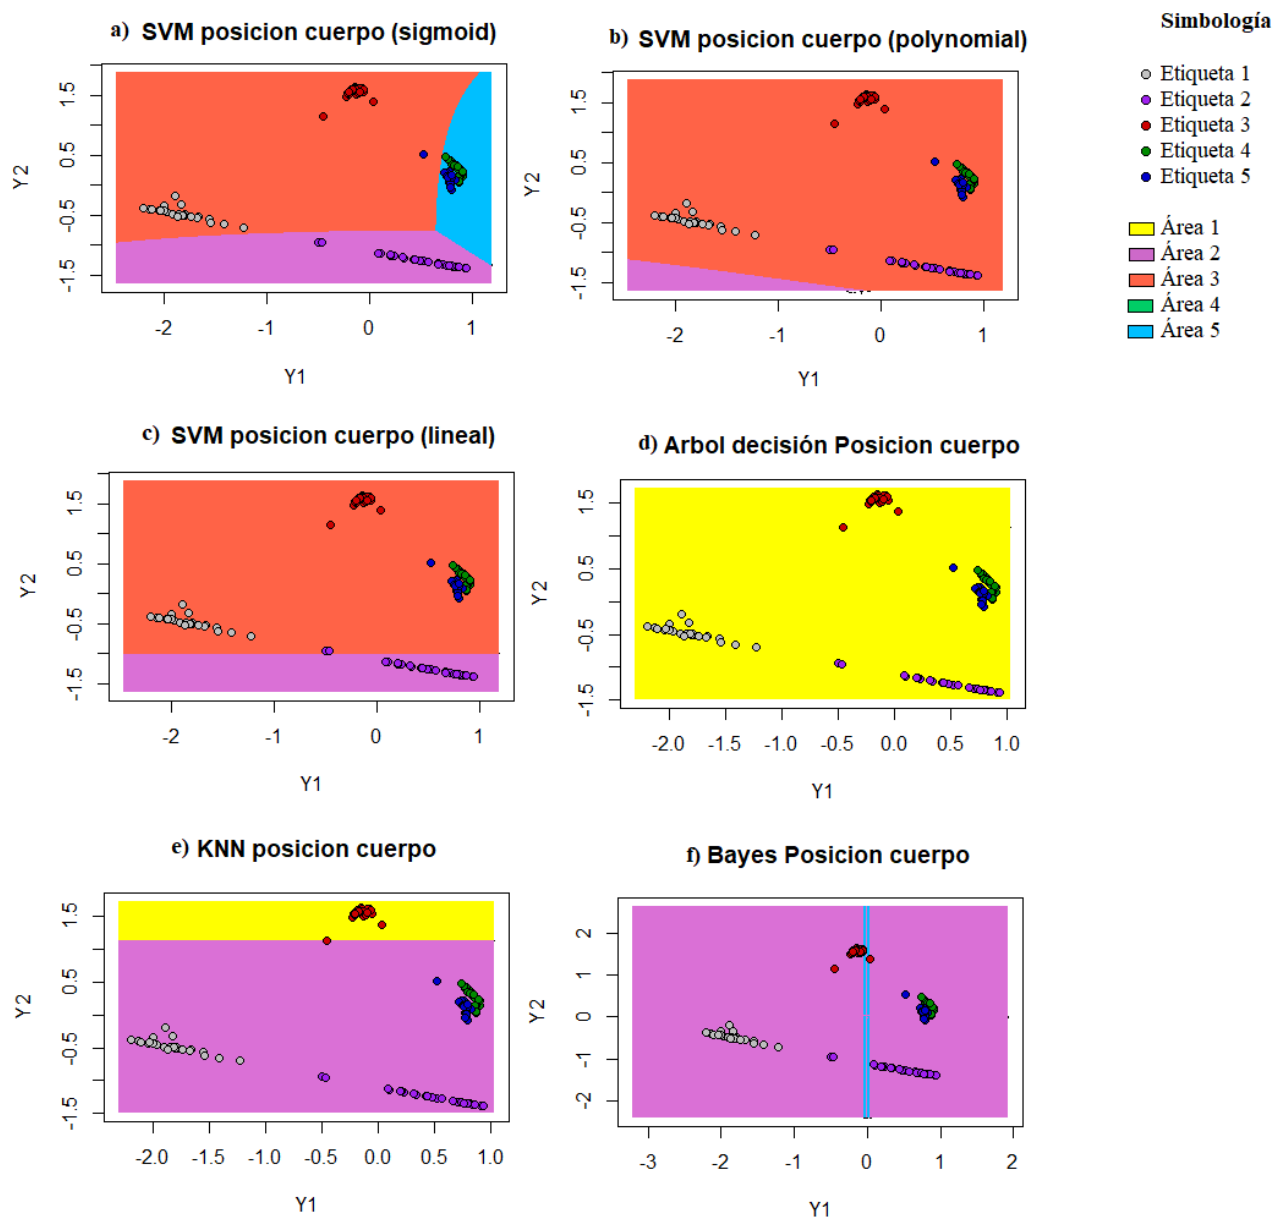 a) SVM posicion cuerpo (sigmoid)
Y2
1.5
0.5
-0.5
-1.5
-2
-1
0
1
Y1
b) SVM posicion cuerpo (polynomial)
Y2
1.5
0.5
-0.5
-1.5
-2
-1
0
1
Y1
Simbología
Etiqueta 1
Etiqueta 2
Etiqueta 3
Etiqueta 4
Etiqueta 5
Área 1
Área 2
Área 3
Área 4
Área 5
c) SVM posicion cuerpo (lineal)
Y2
1.5
0.5
-0.5
-1.5
-2
-1
0
1
Y1
d) Arbol decisión Posicion cuerpo
Y2
1.5
0.5
-0.5
-1.5
-2.0
-1.5
-1.0
-0.5
0.0
0.5
1.0
Y1
e) KNN posicion cuerpo
Y2
1.5
0.5
-0.5
-1.5
-2.0
-1.0
0.0
0.5
1.0
Y1
f) Bayes Posicion cuerpo
Y2
2
1
0
-1
-2
-3
-2
-1
0
1
2
Y1